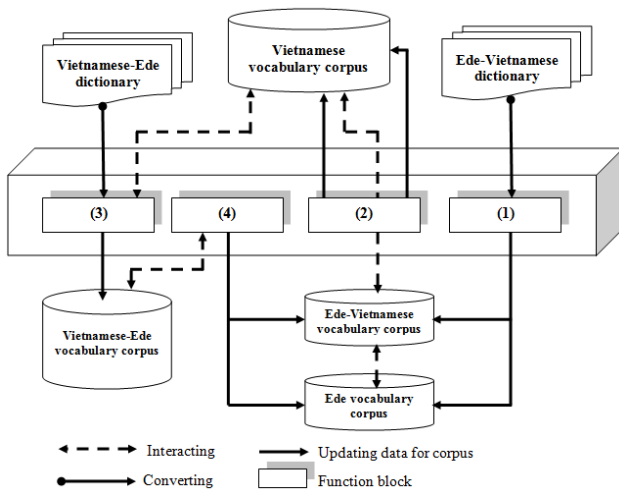 Vietnamese-Ede
dictionary
Vietnamese
vocabulary corpus
Ede-Vietnamese
dictionary
(3)
(4)
(2)
(1)
Vietnamese-Ede
vocabulary corpus
Ede-Vietnamese
vocabulary corpus
Ede vocabulary
corpus
Interacting
Updating data for corpus
Converting
Function block